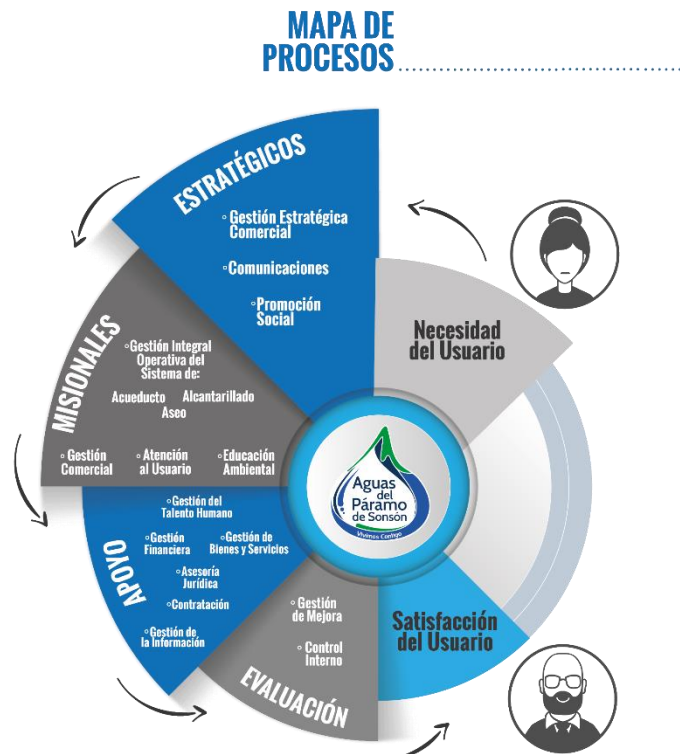 MAPA DE
PROCESOS
ESTRATÉGICOS
Gestión Estratégica
Comercial
Comunicaciones
Promoción
Social
Necesidad
del Usuario
MISIONALES
Gestión Integral
Operativa del
Sistema de:
Acueducto Alcantarillado
Aseo
Gestión
Comercial
Atención
al Usuario
Educación
Ambiental
Aguas
del
Páramo
de Sonsón
Vivimos Contigo
APOYO
Gestión del
Talento Humano
Gestión
Financiera
Gestión de
Bienes y Servicios
Asesoría
Jurídica
Contratación
Gestión de
la Información
EVALUACIÓN
Gestión
de Mejora
Control
Interno
Satisfacción
del Usuario